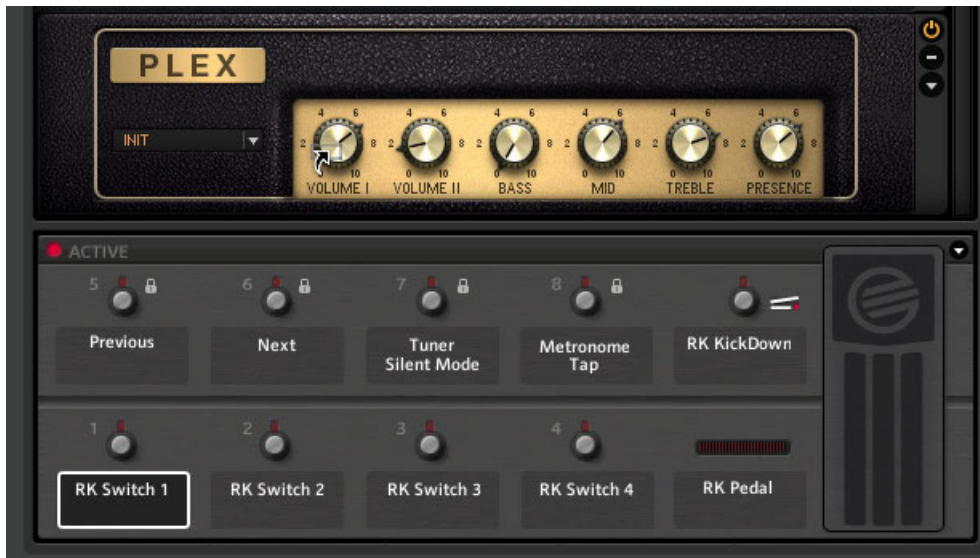 PLEX
INIT
4 6 4 6 4 6 4 6 4 6 4 6
2 8 2 8 2 8 2 8 2 8 2 8
0 10 0 10 0 10 0 10 0 10 0 10
VOLUME I VOLUME II BASS MID TREBLE PRESENCE
ACTIVE
5 6 7 8
Previous Next Tuner Metronome RK KickDown
Silent Mode Tap
1 2 3 4
RK Switch 1 RK Switch 2 RK Switch 3 RK Switch 4 RK Pedal